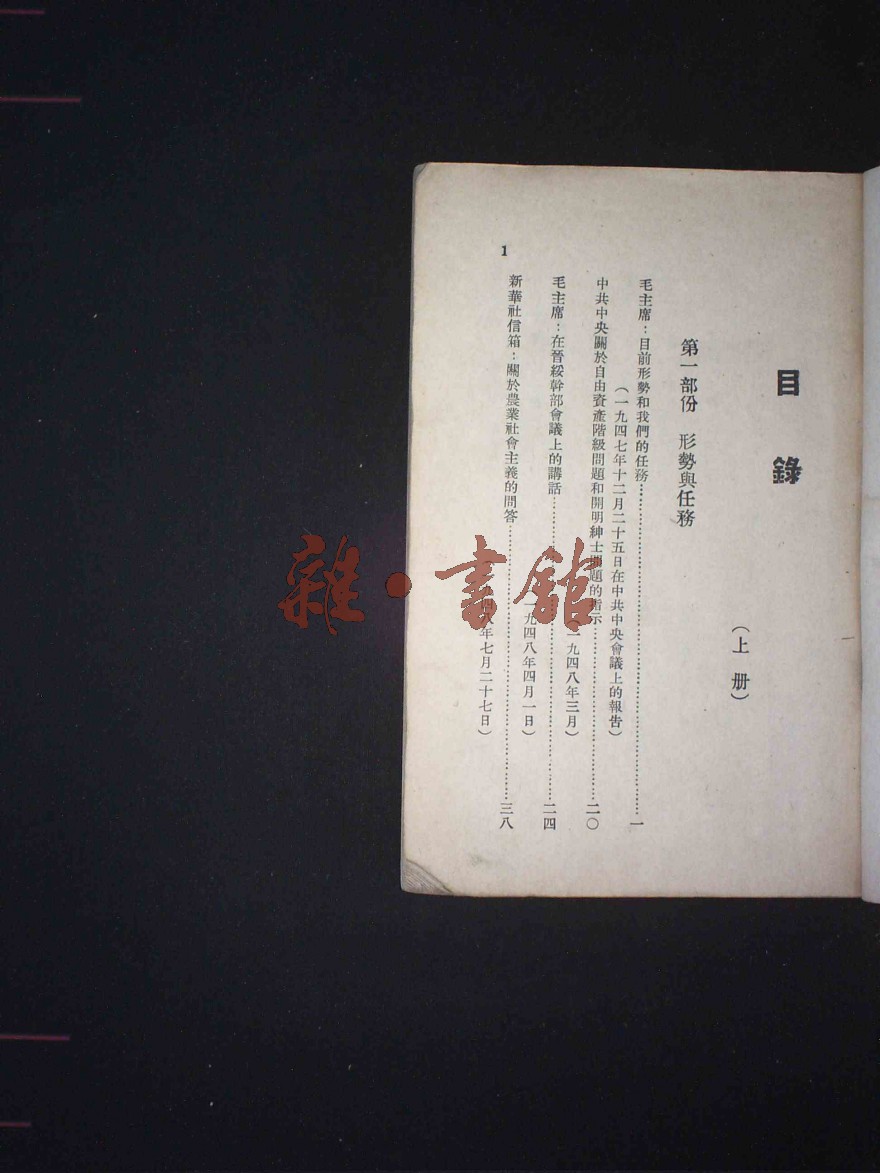 目錄
（上册）
第一部份　形勢與任務
毛主席：目前形勢和我們的任務……一
（一九四七年十二月二十五日在中共中央會議上的報告）
中共中央關於自由資產階級問題和開明紳士問題的指示……二〇
（一九四八年三月）
毛主席：在晉綏幹部會議上的講話……二四
一九四八年四月一日）
新華社信箱：關於農業社會主義的問答……三八
四八年七月二十七日）
1
雜·書舘